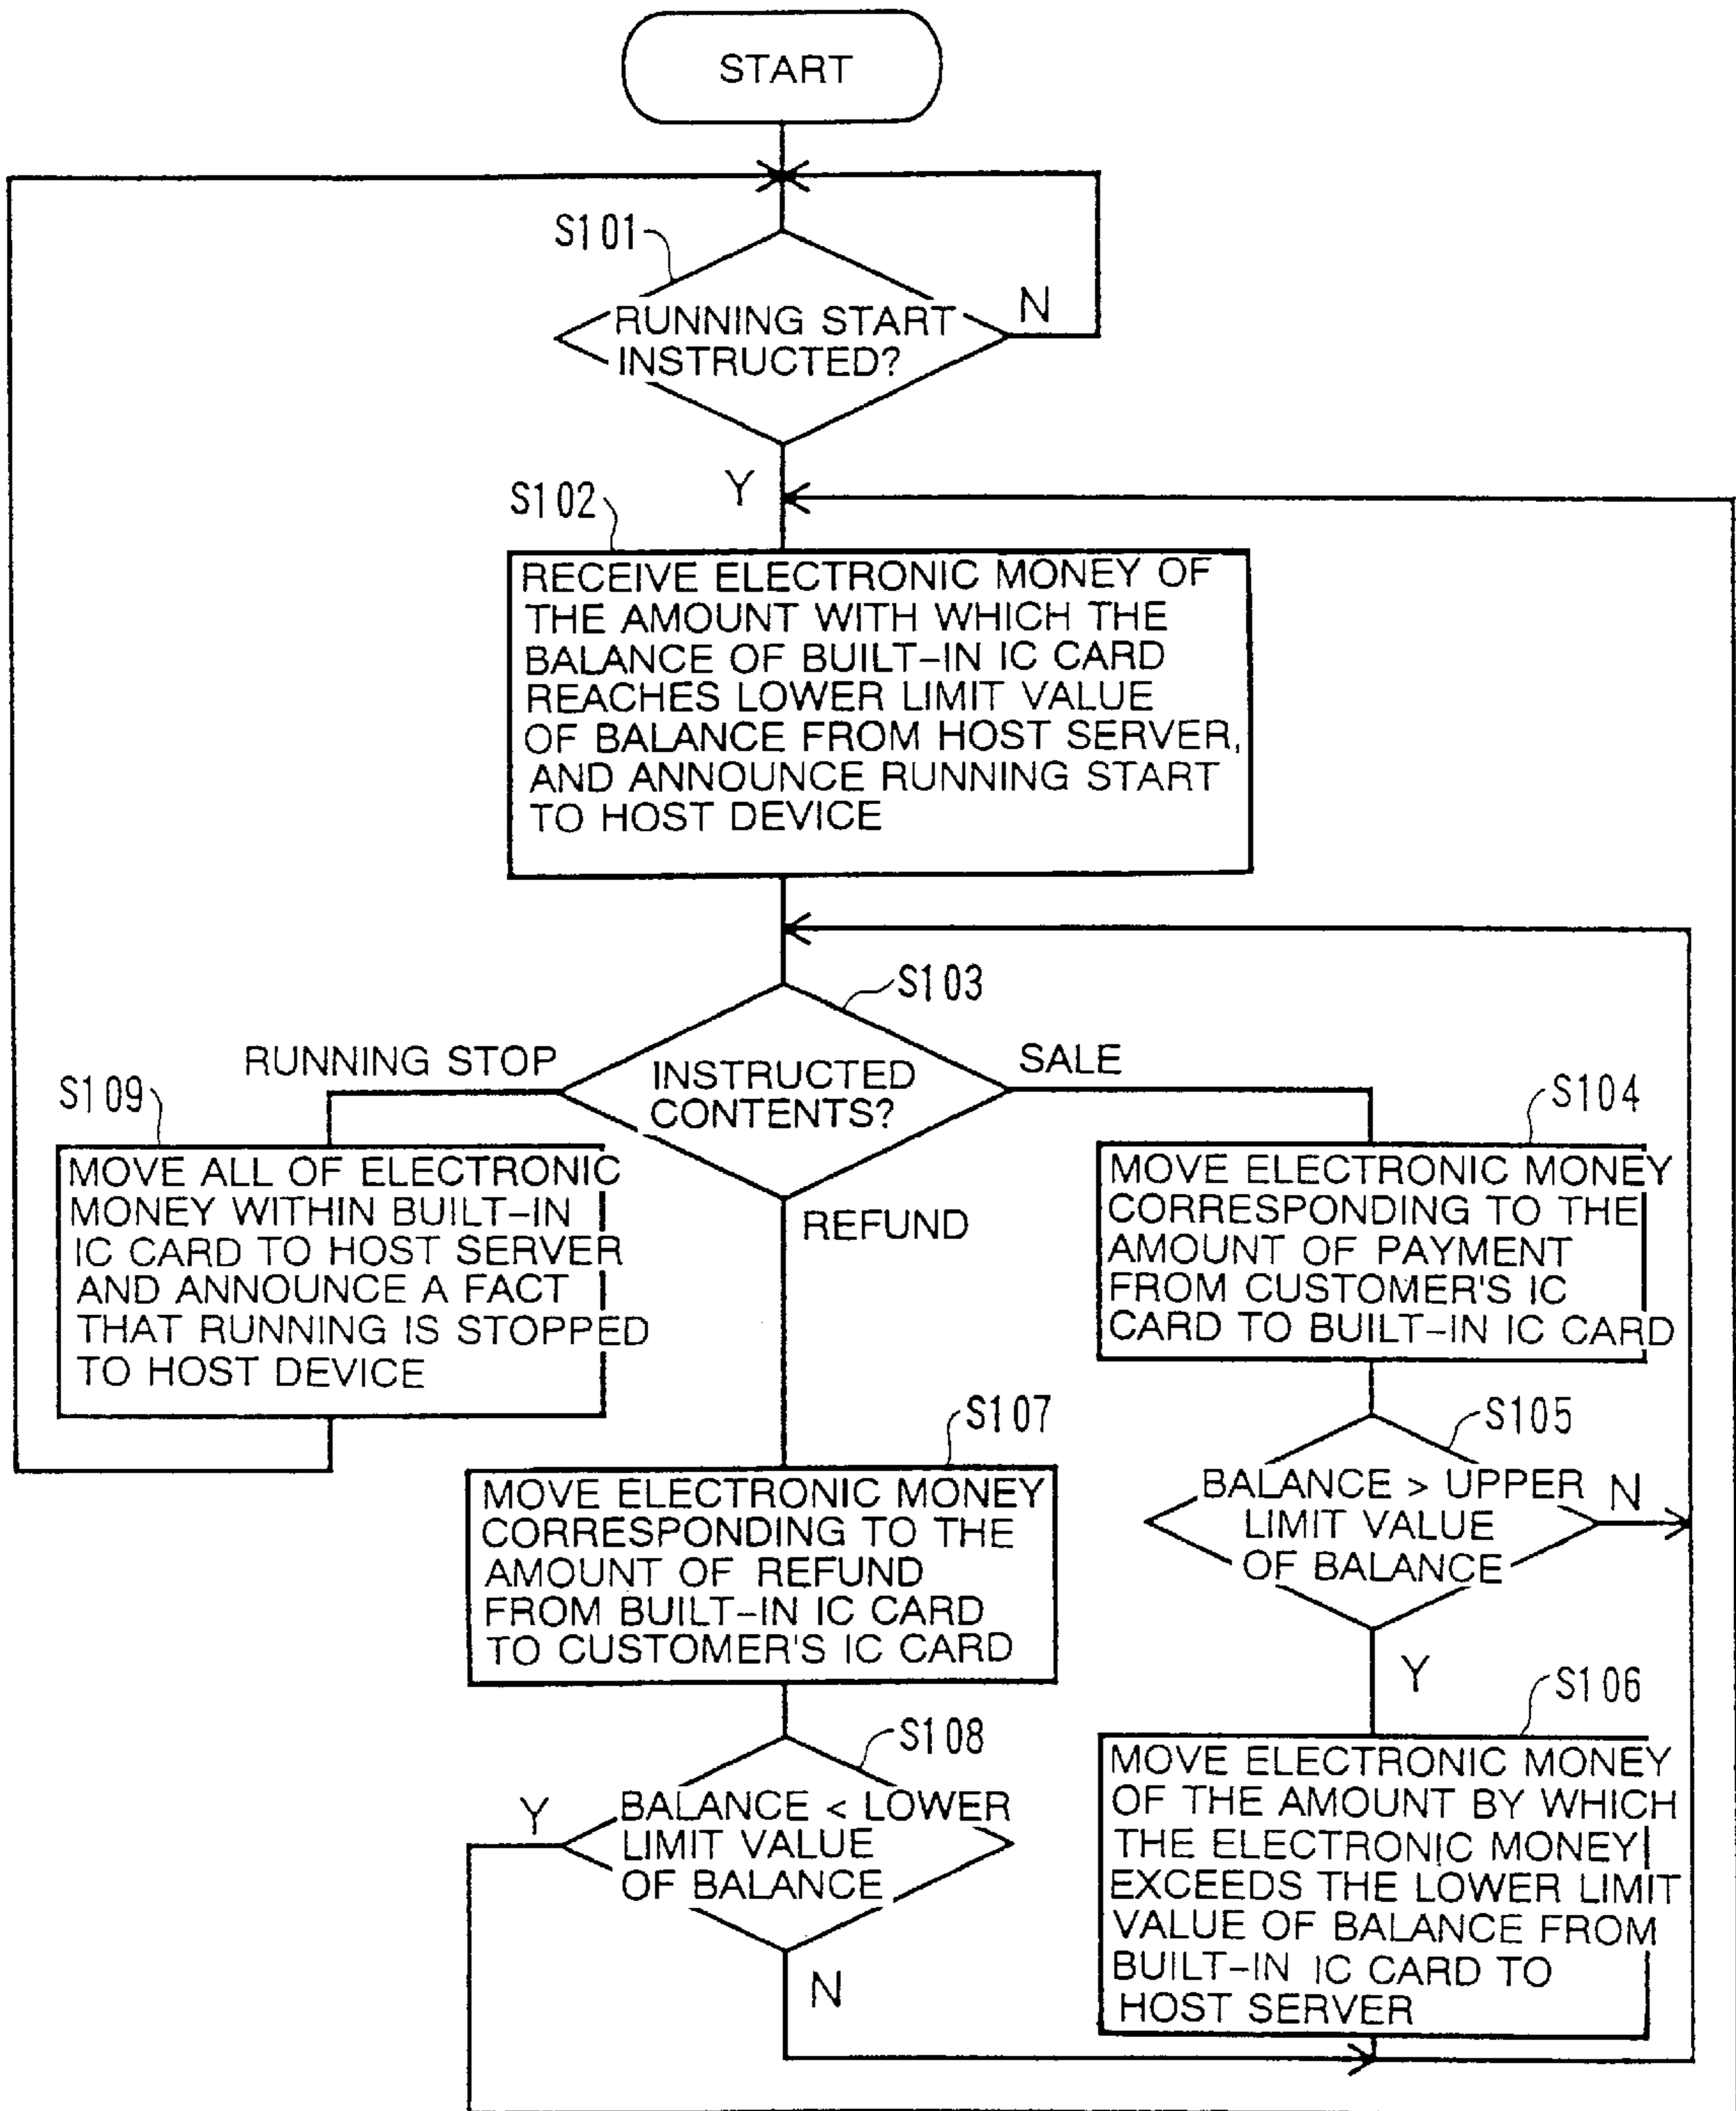 START
S101
RUNNING START
INSTRUCTED?
N
Y
S102
RECEIVE ELECTRONIC MONEY OF
THE AMOUNT WITH WHICH THE
BALANCE OF BUILT-IN IC CARD
REACHES LOWER LIMIT VALUE
OF BALANCE FROM HOST SERVER,
AND ANNOUNCE RUNNING START
TO HOST DEVICE
S103
INSTRUCTED
CONTENTS?
RUNNING STOP
SALE
REFUND
S109
MOVE ALL OF ELECTRONIC
MONEY WITHIN BUILT-IN
IC CARD TO HOST SERVER
AND ANNOUNCE A FACT
THAT RUNNING IS STOPPED
TO HOST DEVICE
S104
MOVE ELECTRONIC MONEY
CORRESPONDING TO THE
AMOUNT OF PAYMENT
FROM CUSTOMER'S IC
CARD TO BUILT-IN IC CARD
S105
BALANCE > UPPER
LIMIT VALUE
OF BALANCE
N
Y
S107
MOVE ELECTRONIC MONEY
CORRESPONDING TO THE
AMOUNT OF REFUND
FROM BUILT-IN IC CARD
TO CUSTOMER'S IC CARD
S106
MOVE ELECTRONIC MONEY
OF THE AMOUNT BY WHICH
THE ELECTRONIC MONEY
EXCEEDS THE LOWER LIMIT
VALUE OF BALANCE FROM
BUILT-IN IC CARD TO
HOST SERVER
S108
BALANCE < LOWER
LIMIT VALUE
OF BALANCE
Y
N